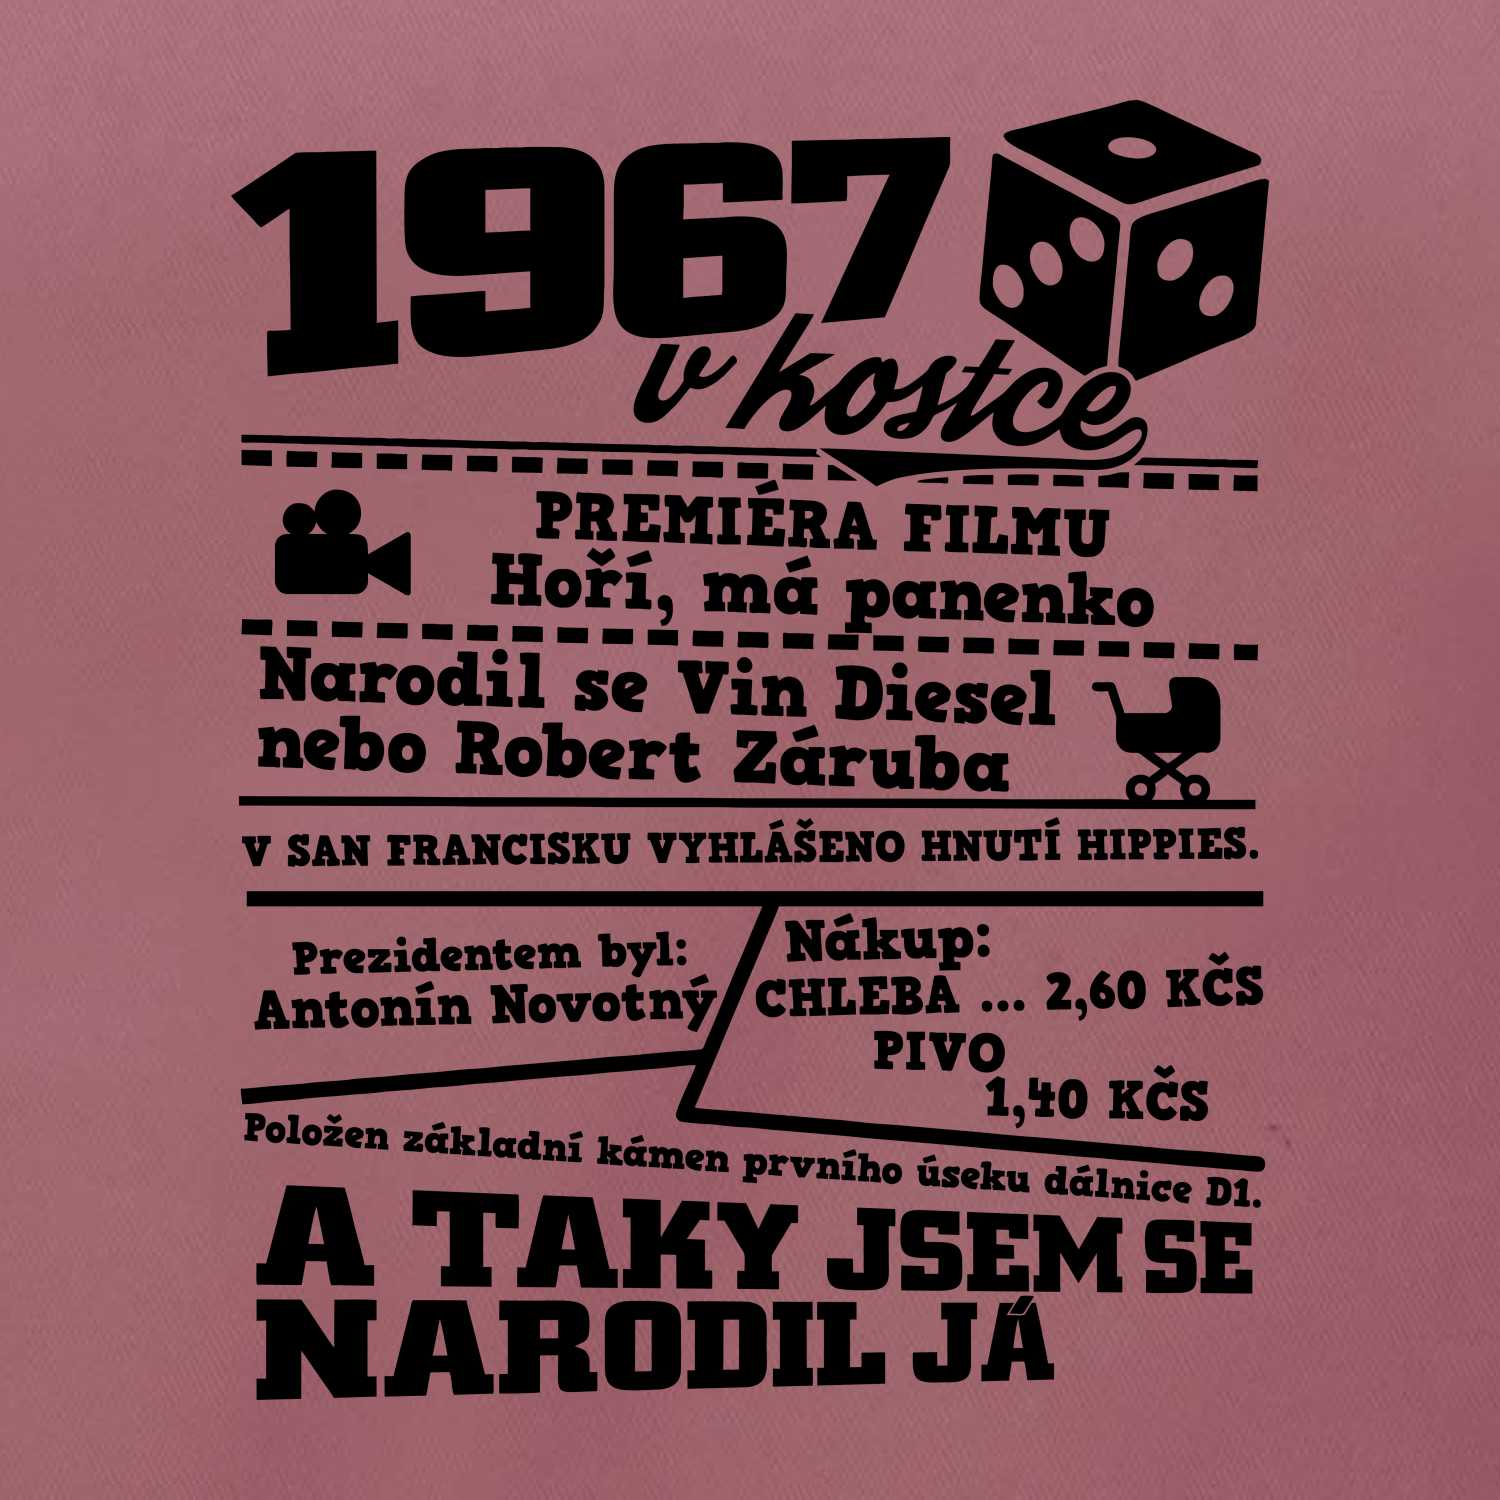 1967
v kostce
PREMIÉRA FILMU
Hoří, má panenko
Narodil se Vin Diesel
nebo Robert Záruba
V SAN FRANCISKU VYHLÁŠENO HNUTÍ HIPPIES.
Prezidentem byl:
Antonín Novotný
Nákup:
CHLEBA ... 2,60 KČS
PIVO
1,40 KČS
Položen základní kámen prvního úseku dálnice D1.
A TAKY JSEM SE
NARODIL JÁ